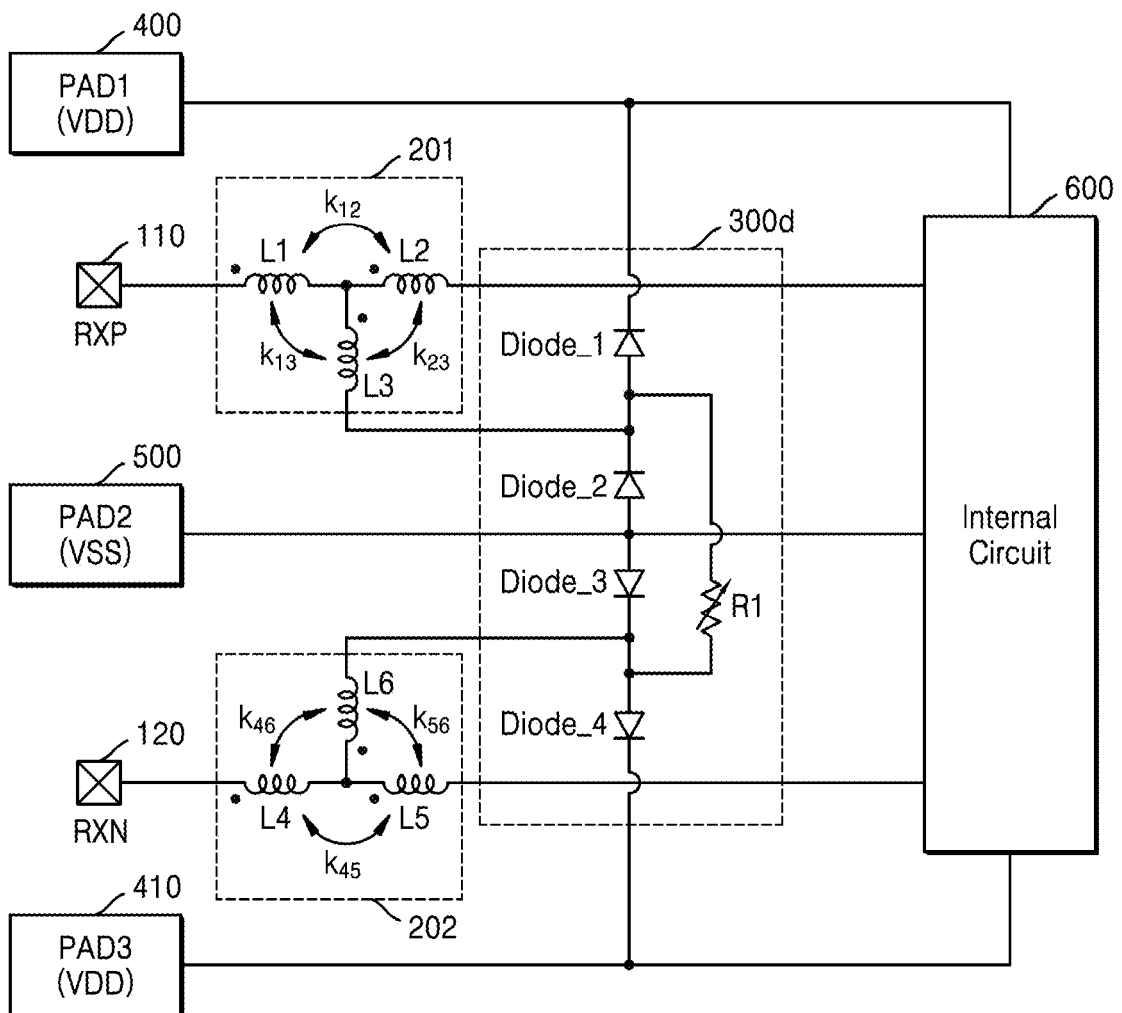 400
PAD1
(VDD)
201
k12
600
110
L1
L2
300d
RXP
Diode_1
k13
k23
L3
500
Diode_2
PAD2
(VSS)
Internal
Circuit
Diode_3
R1
L6
k46
k56
Diode_4
120
L4
L5
RXN
k45
410
202
PAD3
(VDD)